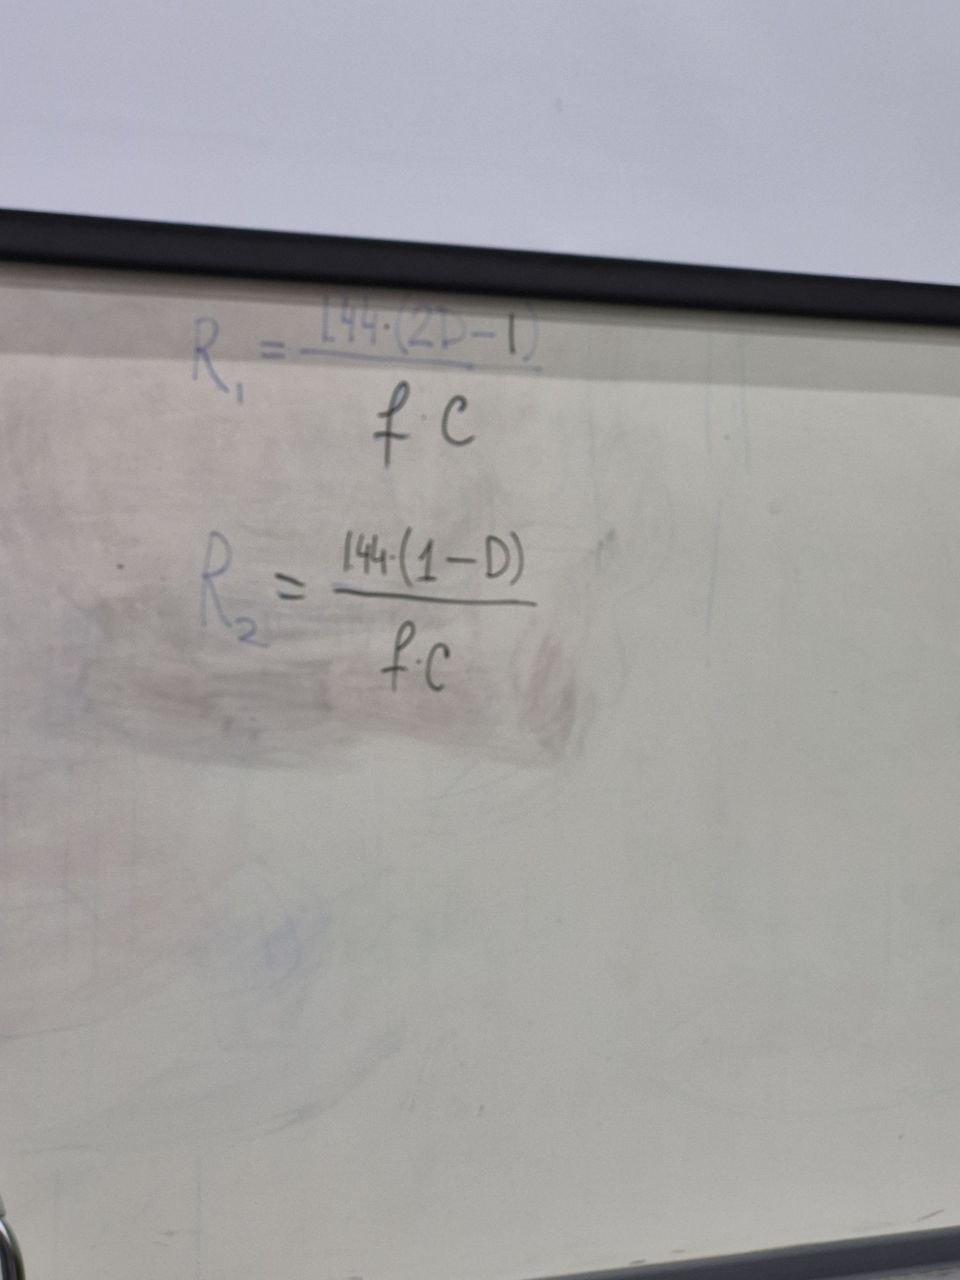 R₁ = 144·(2D-1) / f·C
R₂ = 144·(1-D) / f·C